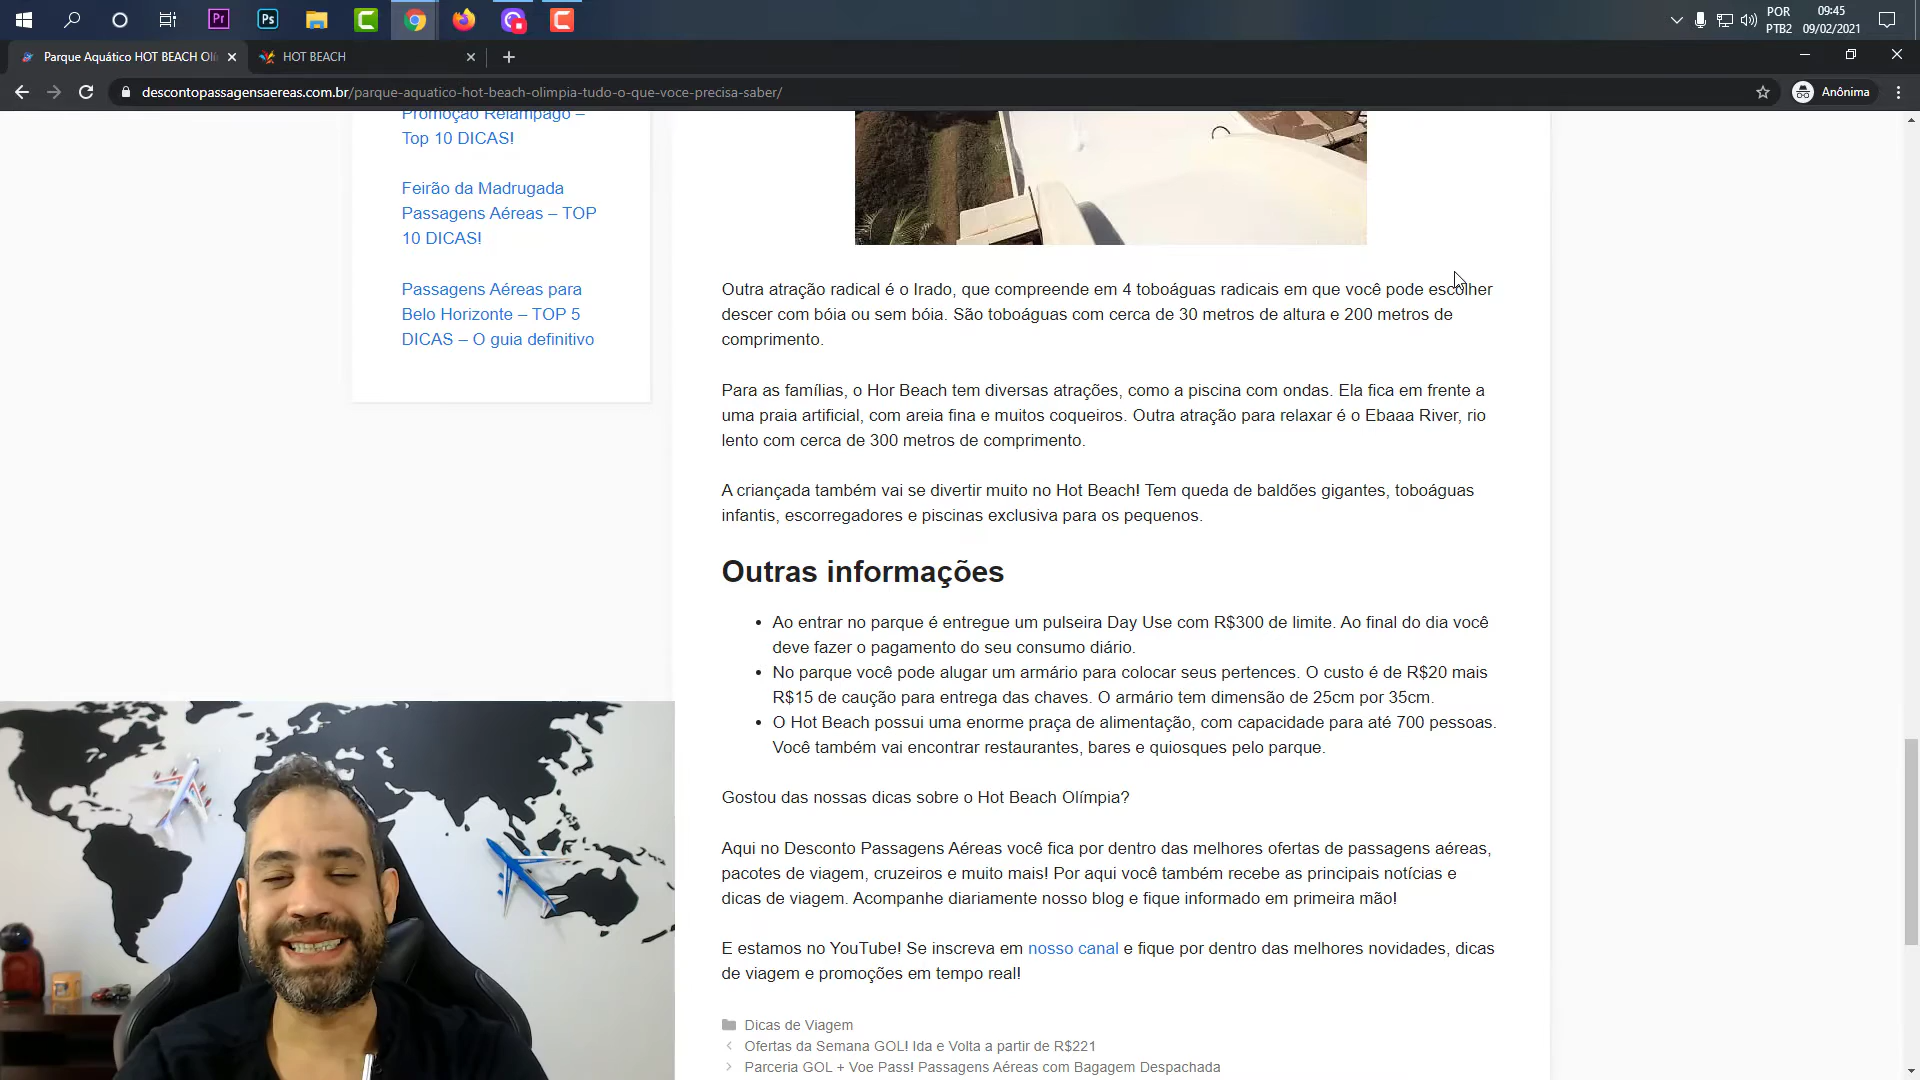 Pr
Ps
POR
PTB2
09:45
09/02/2021
Parque Aquático HOT BEACH Olí
HOT BEACH
descontopassagensaereas.com.br/parque-aquatico-hot-beach-olimpia-tudo-o-que-voce-precisa-saber/
Anônima
Promoção Relâmpago –
Top 10 DICAS!
Feirão da Madrugada
Passagens Aéreas – TOP
10 DICAS!
Passagens Aéreas para
Belo Horizonte – TOP 5
DICAS – O guia definitivo
Outra atração radical é o Irado, que compreende em 4 toboáguas radicais em que você pode escolher
descer com bóia ou sem bóia. São toboáguas com cerca de 30 metros de altura e 200 metros de
comprimento.
Para as famílias, o Hor Beach tem diversas atrações, como a piscina com ondas. Ela fica em frente a
uma praia artificial, com areia fina e muitos coqueiros. Outra atração para relaxar é o Ebaaa River, rio
lento com cerca de 300 metros de comprimento.
A criançada também vai se divertir muito no Hot Beach! Tem queda de baldões gigantes, toboáguas
infantis, escorregadores e piscinas exclusiva para os pequenos.
Outras informações
• Ao entrar no parque é entregue um pulseira Day Use com R$300 de limite. Ao final do dia você
deve fazer o pagamento do seu consumo diário.
• No parque você pode alugar um armário para colocar seus pertences. O custo é de R$20 mais
R$15 de caução para entrega das chaves. O armário tem dimensão de 25cm por 35cm.
• O Hot Beach possui uma enorme praça de alimentação, com capacidade para até 700 pessoas.
Você também vai encontrar restaurantes, bares e quiosques pelo parque.
Gostou das nossas dicas sobre o Hot Beach Olímpia?
Aqui no Desconto Passagens Aéreas você fica por dentro das melhores ofertas de passagens aéreas,
pacotes de viagem, cruzeiros e muito mais! Por aqui você também recebe as principais notícias e
dicas de viagem. Acompanhe diariamente nosso blog e fique informado em primeira mão!
E estamos no YouTube! Se inscreva em nosso canal e fique por dentro das melhores novidades, dicas
de viagem e promoções em tempo real!
Dicas de Viagem
Ofertas da Semana GOL! Ida e Volta a partir de R$221
Parceria GOL + Voe Pass! Passagens Aéreas com Bagagem Despachada